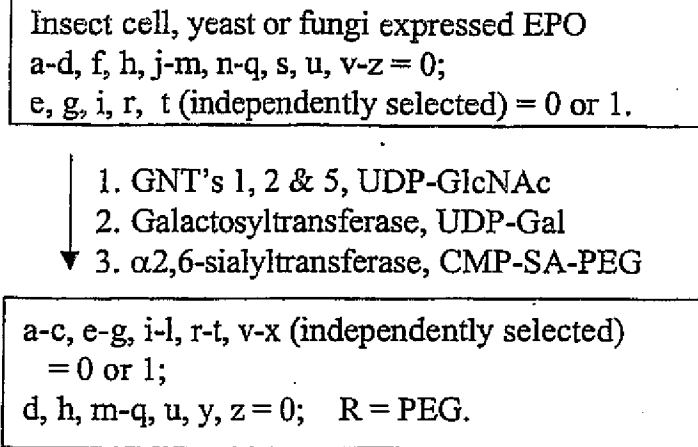 Insect cell, yeast or fungi expressed EPO
a-d, f, h, j-m, n-q, s, u, v-z = 0;
e, g, i, r, t (independently selected) = 0 or 1.
1. GNT's 1, 2 & 5, UDP-GlcNAc
2. Galactosyltransferase, UDP-Gal
3. α2,6-sialyltransferase, CMP-SA-PEG
a-c, e-g, i-l, r-t, v-x (independently selected)
= 0 or 1;
d, h, m-q, u, y, z = 0; R = PEG.